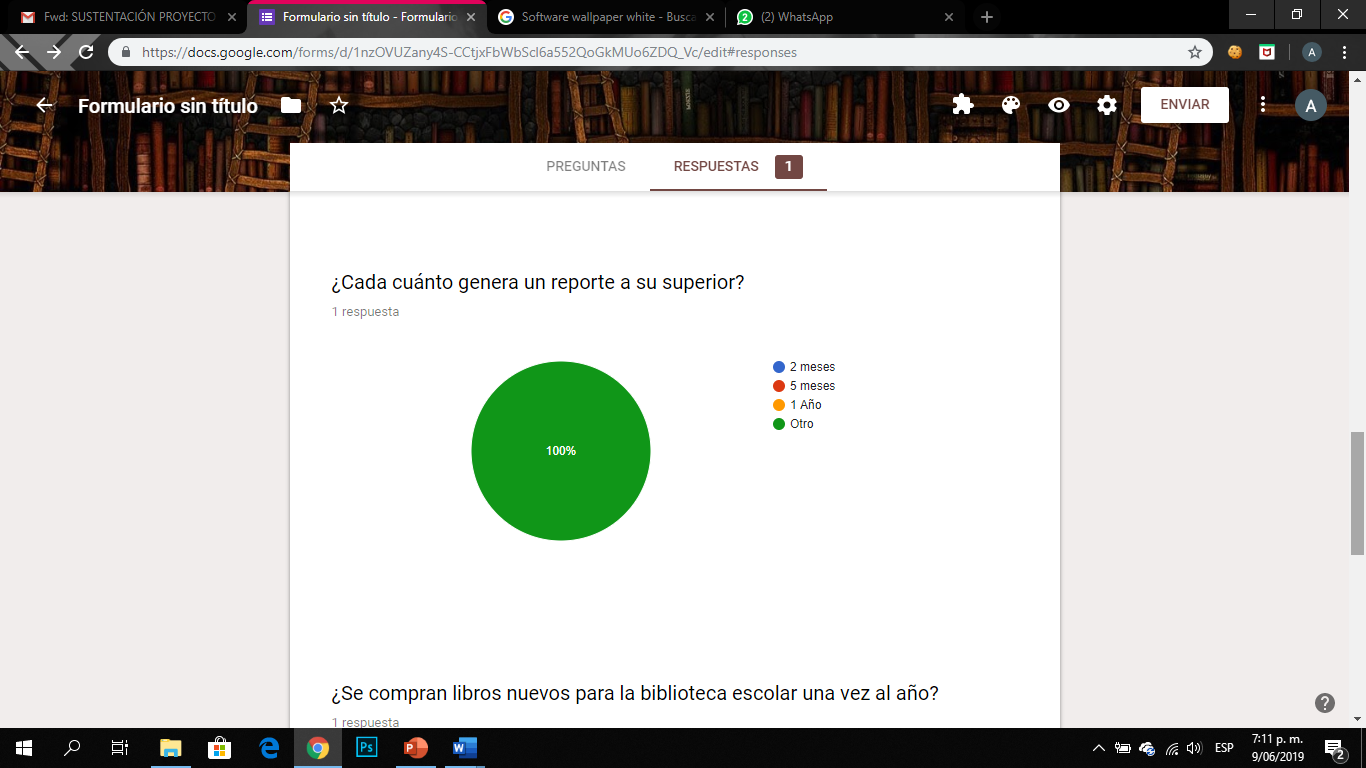 Fwd: SUSTENTACIÓN PROYECTO
Formulario sin título - Formulario
Software wallpaper white - Busca
(2) WhatsApp
https://docs.google.com/forms/d/1nzOVUZany4S-CCtjxFbWbScI6a552QoGkMUo6ZDQ_Vc/edit#responses
A
Formulario sin título
ENVIAR
A
PREGUNTAS
RESPUESTAS
1
¿Cada cuánto genera un reporte a su superior?
1 respuesta
100%
2 meses
5 meses
1 Año
Otro
¿Se compran libros nuevos para la biblioteca escolar una vez al año?
1 respuesta
Ps
ESP
7:11 p. m.
9/06/2019
2